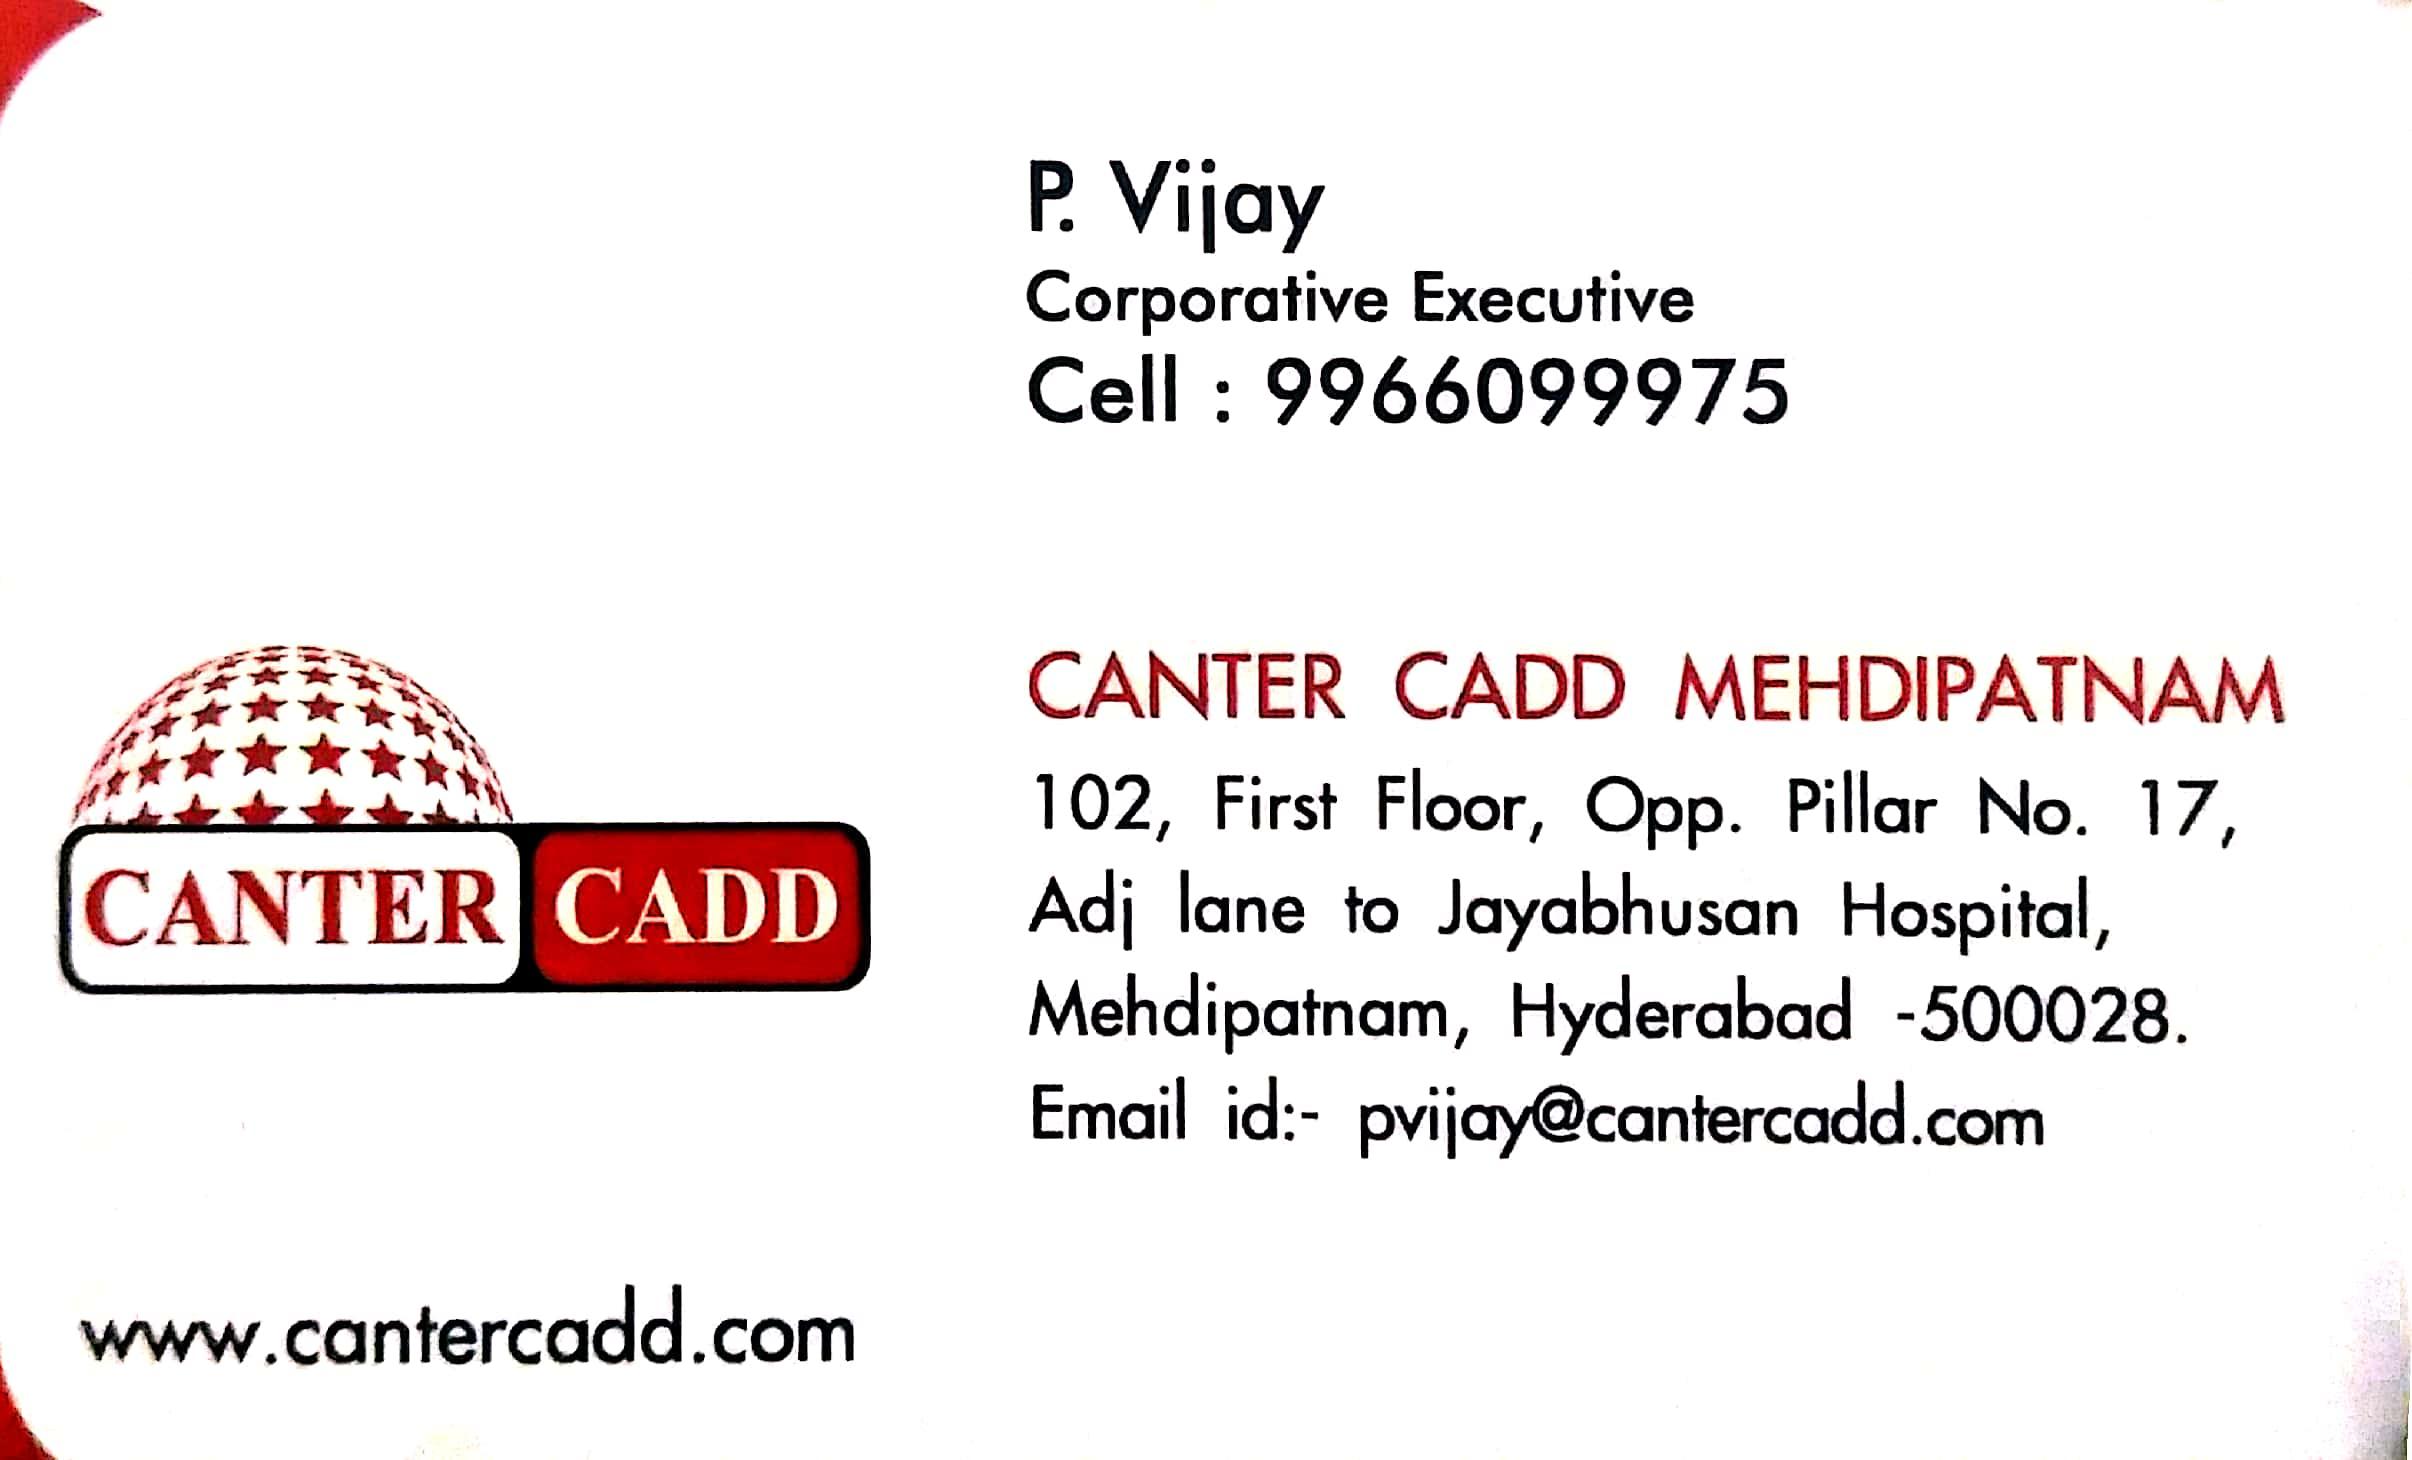 P. Vijay
Corporative Executive
Cell : 9966099975
CANTER CADD
CANTER CADD MEHDIPATNAM
102, First Floor, Opp. Pillar No. 17,
Adj lane to Jayabhusan Hospital,
Mehdipatnam, Hyderabad -500028.
Email id:- pvijay@cantercadd.com
www.cantercadd.com